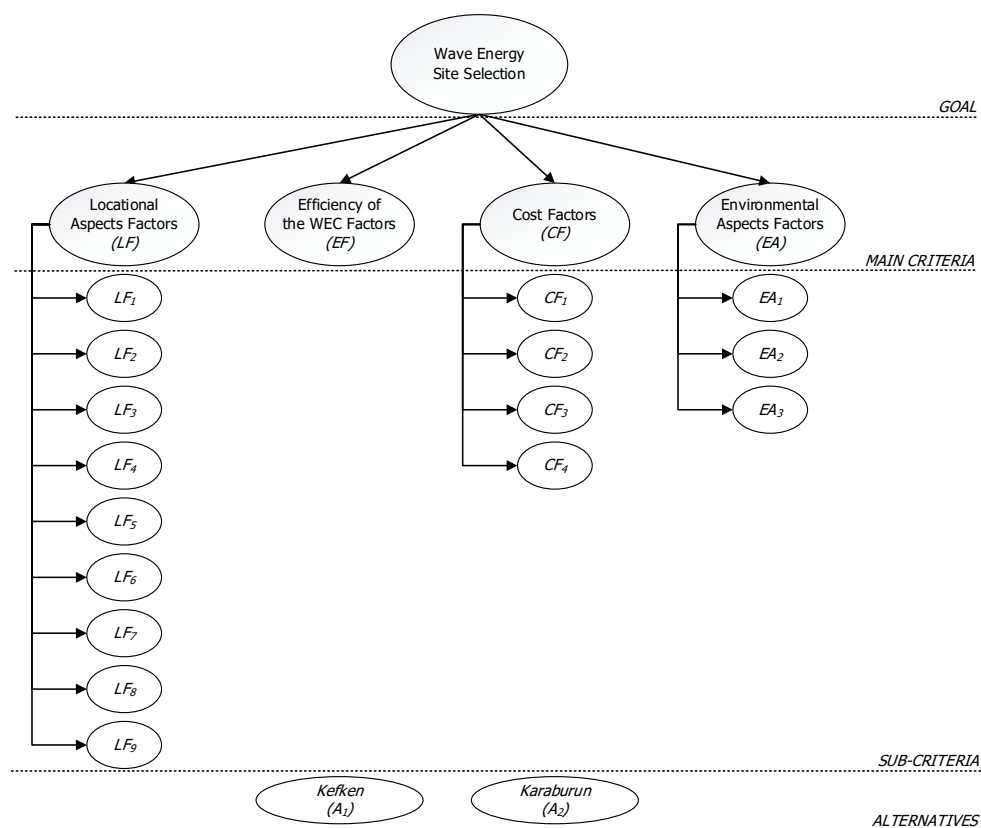 Wave Energy
Site Selection
GOAL
Locational
Aspects Factors
(LF)
Efficiency of
the WEC Factors
(EF)
Cost Factors
(CF)
Environmental
Aspects Factors
(EA)
MAIN CRITERIA
LF₁
LF₂
LF₃
LF₄
LF₅
LF₆
LF₇
LF₈
LF₉
CF₁
CF₂
CF₃
CF₄
EA₁
EA₂
EA₃
SUB-CRITERIA
Kefken
(A₁)
Karaburun
(A₂)
ALTERNATIVES